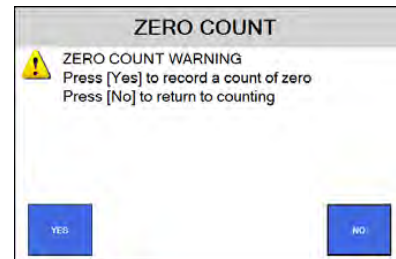 ZERO COUNT
ZERO COUNT WARNING
Press [Yes] to record a count of zero
Press [No] to return to counting
YES
NO